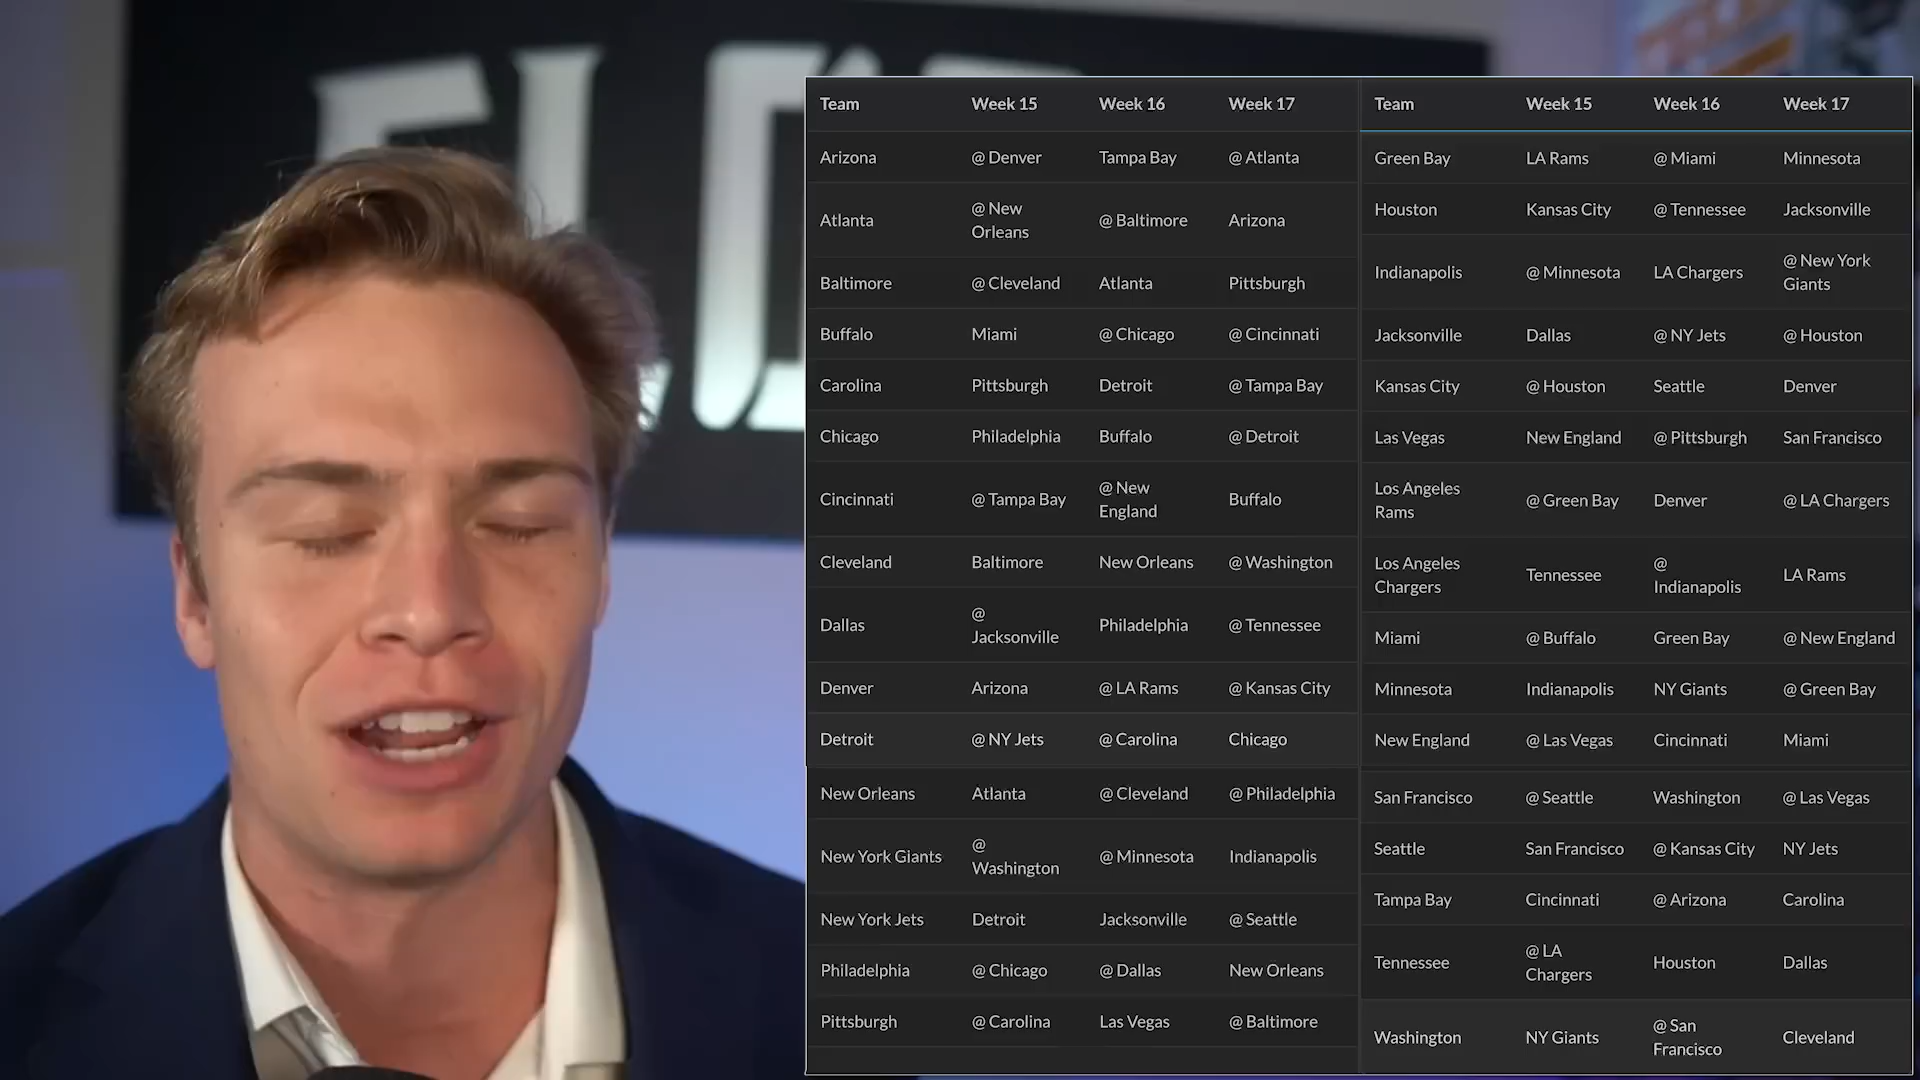 Team Week 15 Week 16 Week 17
Arizona @ Denver Tampa Bay @ Atlanta
Atlanta @ New Orleans @ Baltimore Arizona
Baltimore @ Cleveland Atlanta Pittsburgh
Buffalo Miami @ Chicago @ Cincinnati
Carolina Pittsburgh Detroit @ Tampa Bay
Chicago Philadelphia Buffalo @ Detroit
Cincinnati @ Tampa Bay @ New England Buffalo
Cleveland Baltimore New Orleans @ Washington
Dallas @ Jacksonville Philadelphia @ Tennessee
Denver Arizona @ LA Rams @ Kansas City
Detroit @ NY Jets @ Carolina Chicago
New Orleans Atlanta @ Cleveland @ Philadelphia
New York Giants @ Washington @ Minnesota Indianapolis
New York Jets Detroit Jacksonville @ Seattle
Philadelphia @ Chicago @ Dallas New Orleans
Pittsburgh @ Carolina Las Vegas @ Baltimore
Team Week 15 Week 16 Week 17
Green Bay LA Rams @ Miami Minnesota
Houston Kansas City @ Tennessee Jacksonville
Indianapolis @ Minnesota LA Chargers @ New York Giants
Jacksonville Dallas @ NY Jets @ Houston
Kansas City @ Houston Seattle Denver
Las Vegas New England @ Pittsburgh San Francisco
Los Angeles Rams @ Green Bay Denver @ LA Chargers
Los Angeles Chargers Tennessee @ Indianapolis LA Rams
Miami @ Buffalo Green Bay @ New England
Minnesota Indianapolis NY Giants @ Green Bay
New England @ Las Vegas Cincinnati Miami
San Francisco @ Seattle Washington @ Las Vegas
Seattle San Francisco @ Kansas City NY Jets
Tampa Bay Cincinnati @ Arizona Carolina
Tennessee @ LA Chargers Houston Dallas
Washington NY Giants @ San Francisco Cleveland